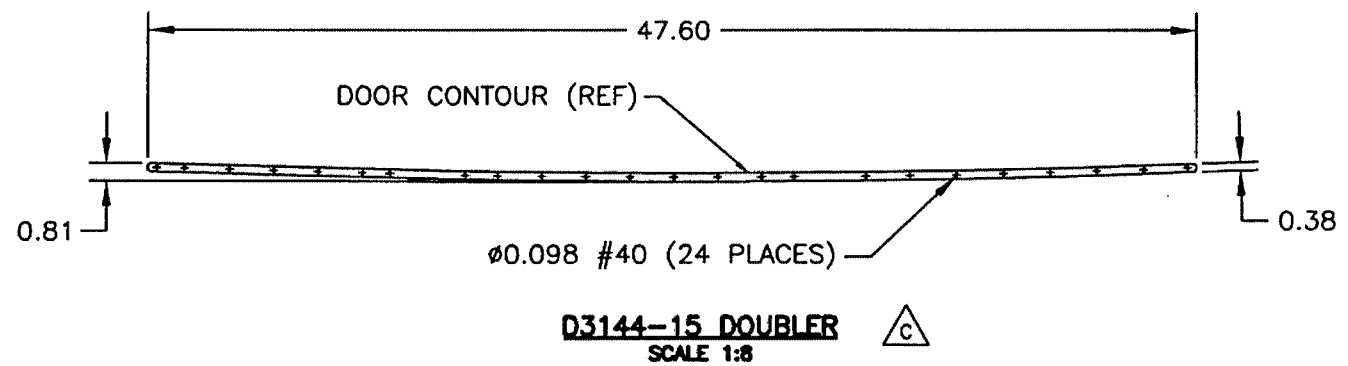 47.60
DOOR CONTOUR (REF)
0.81
0.38
ø0.098 #40 (24 PLACES)
D3144-15 DOUBLER
C
SCALE 1:8